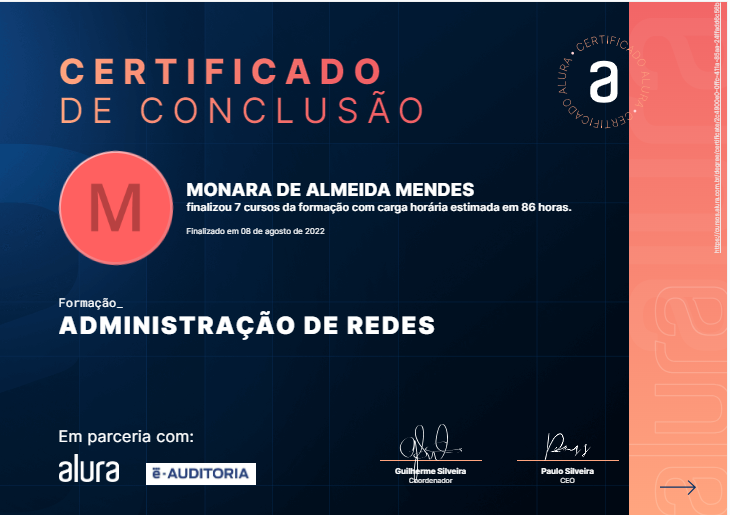 CERTIFICADO
DE CONCLUSÃO
a
CERTIFICADO ALURA • CERTIFICADO ALURA •
M
MONARA DE ALMEIDA MENDES
finalizou 7 cursos da formação com carga horária estimada em 86 horas.
Finalizado em 08 de agosto de 2022
Formação_
ADMINISTRAÇÃO DE REDES
Em parceria com:
alura
ē-AUDITORIA
Guilherme Silveira
Coordenador
Paulo Silveira
CEO
alura